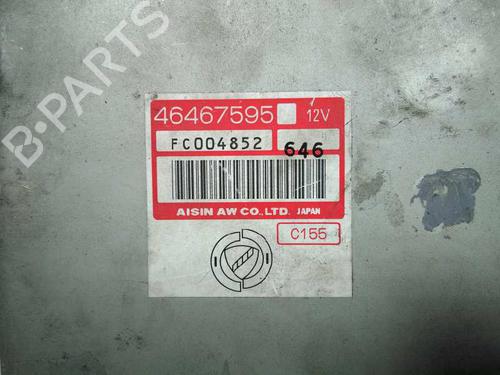 46467595 12V
FC004852 646
AISIN AW CO.,LTD. JAPAN
C155
B-PARTS